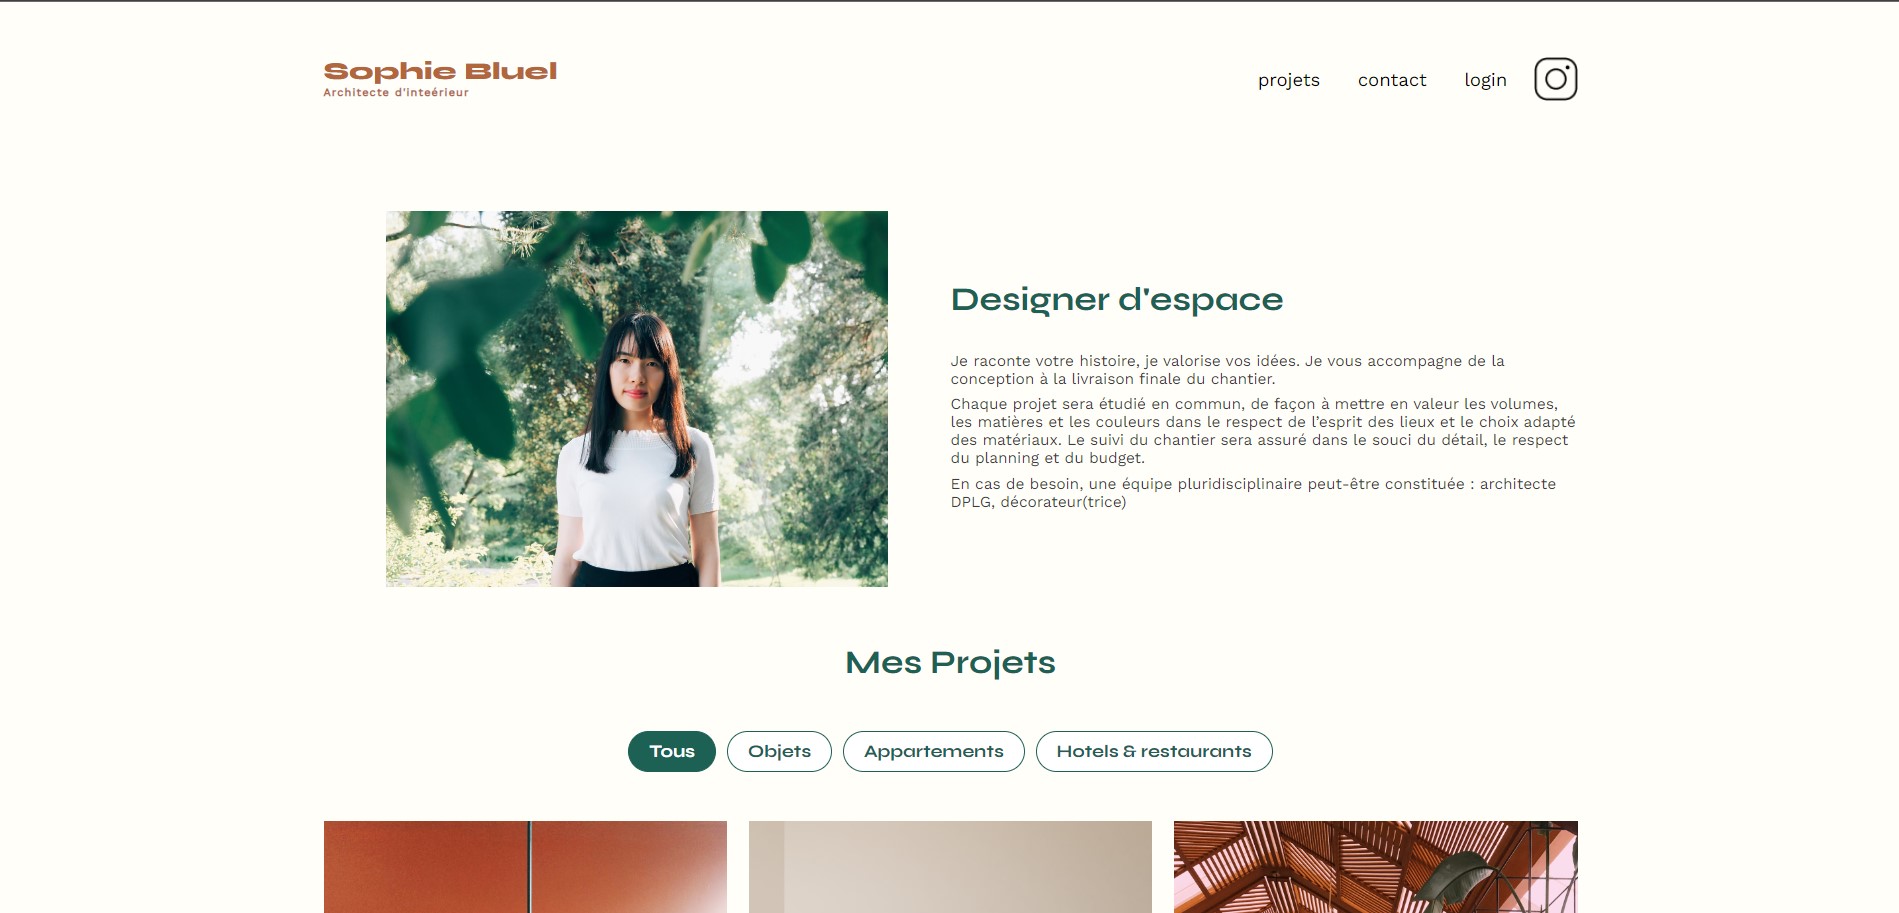 Sophie Bluel
Architecte d'inteérieur
projets contact login
Designer d'espace
Je raconte votre histoire, je valorise vos idées. Je vous accompagne de la
conception à la livraison finale du chantier.
Chaque projet sera étudié en commun, de façon à mettre en valeur les volumes,
les matières et les couleurs dans le respect de l’esprit des lieux et le choix adapté
des matériaux. Le suivi du chantier sera assuré dans le souci du détail, le respect
du planning et du budget.
En cas de besoin, une équipe pluridisciplinaire peut-être constituée : architecte
DPLG, décorateur(trice)
Mes Projets
Tous Objets Appartements Hotels & restaurants